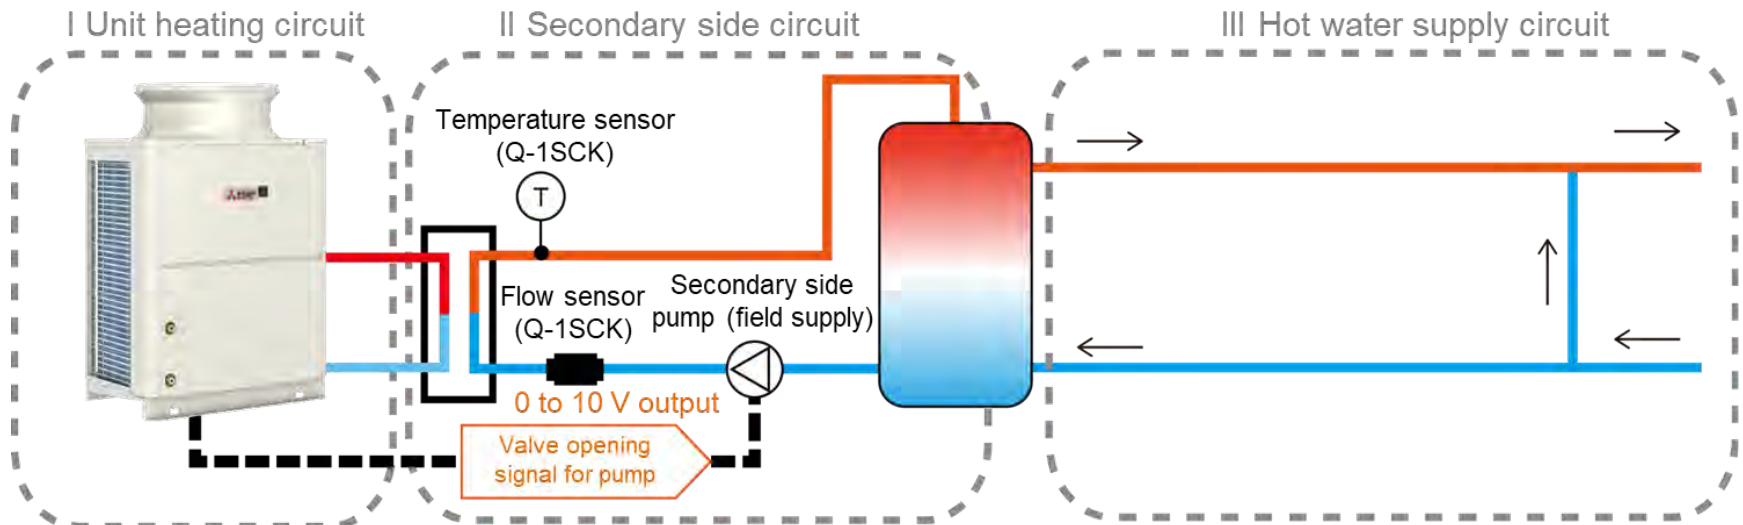 I Unit heating circuit
II Secondary side circuit
III Hot water supply circuit
Temperature sensor
(Q-1SCK)
T
Flow sensor
(Q-1SCK)
Secondary side
pump (field supply)
0 to 10 V output
Valve opening
signal for pump